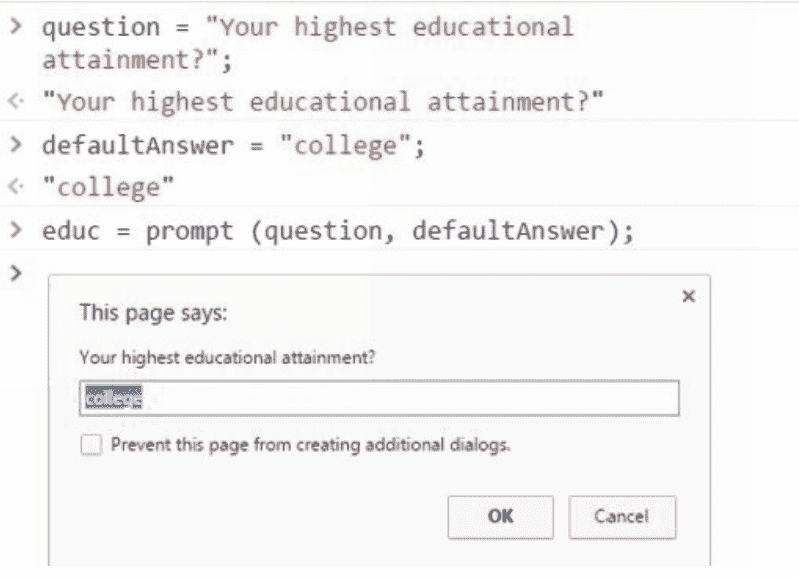 > question = "Your highest educational
attainment?";
<· "Your highest educational attainment?"
> defaultAnswer = "college";
<· "college"
> educ = prompt (question, defaultAnswer);
>
This page says:
×
Your highest educational attainment?
college
Prevent this page from creating additional dialogs.
OK Cancel